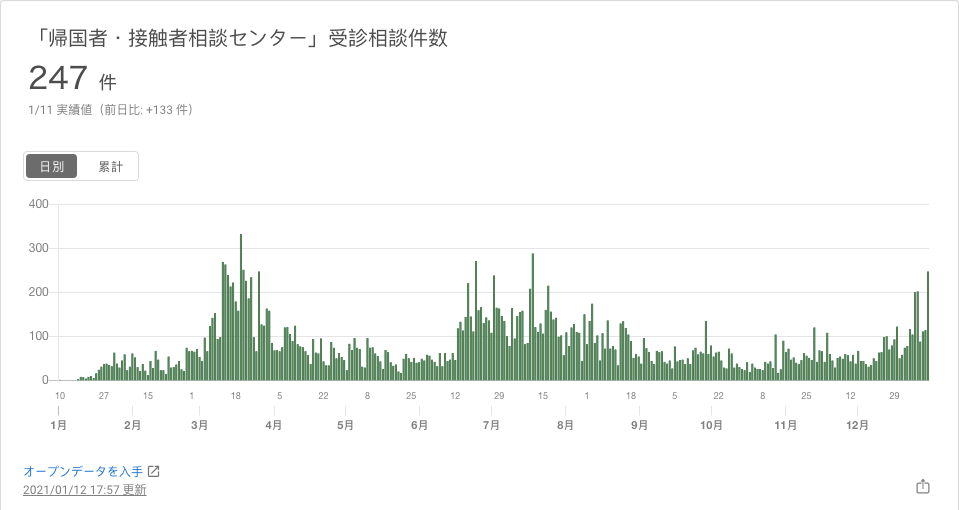 「帰国者・接触者相談センター」受診相談件数
247 件
1/11 実績値（前日比: +133 件）
日別 累計
400
300
200
100
0
10 27 15 1 18 5 22 8 25 12 29 15 1 18 5 22 8 25 12 29
1月 2月 3月 4月 5月 6月 7月 8月 9月 10月 11月 12月
オープンデータを入手
2021/01/12 17:57 更新